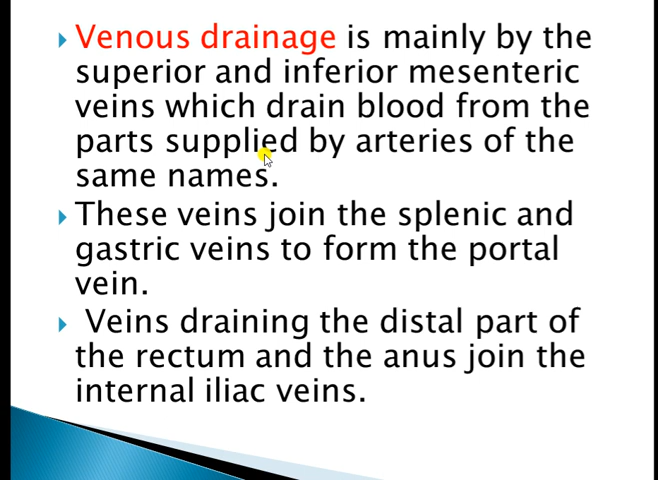 Venous drainage is mainly by the
superior and inferior mesenteric
veins which drain blood from the
parts supplied by arteries of the
same names.
These veins join the splenic and
gastric veins to form the portal
vein.
Veins draining the distal part of
the rectum and the anus join the
internal iliac veins.